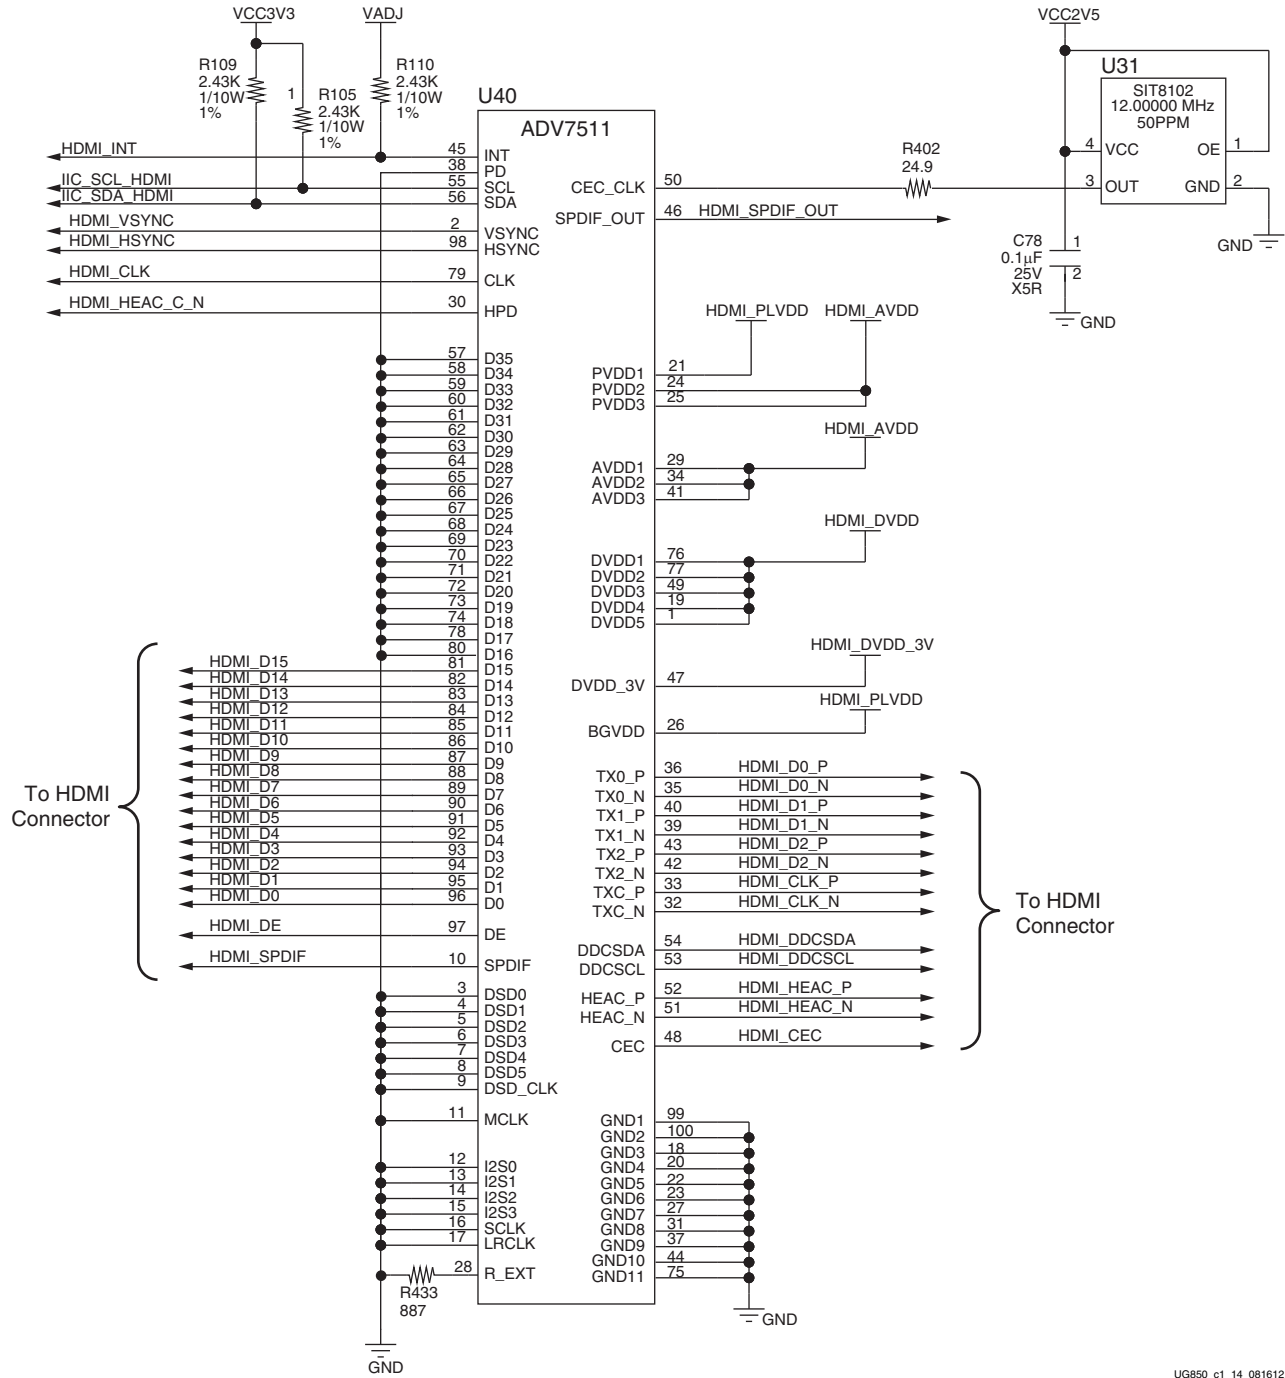 VCC3V3
VADJ
VCC2V5
R109
2.43K
1/10W
1%
1
R105
2.43K
1/10W
1%
R110
2.43K
1/10W
1%
U40
ADV7511
U31
SIT8102
12.00000 MHz
50PPM
4 VCC
OE 1
3 OUT
GND 2
GND
R402
24.9
C78
0.1µF
25V
X5R
1
2
GND
HDMI_INT 45 INT
38 PD
IIC_SCL_HDMI 55 SCL
IIC_SDA_HDMI 56 SDA
HDMI_VSYNC 2 VSYNC
HDMI_HSYNC 98 HSYNC
HDMI_CLK 79 CLK
HDMI_HEAC_C_N 30 HPD
57 D35
58 D34
59 D33
60 D32
61 D31
62 D30
63 D29
64 D28
65 D27
66 D26
67 D25
68 D24
69 D23
70 D22
71 D21
72 D20
73 D19
74 D18
78 D17
80 D16
To HDMI
Connector
HDMI_D15 81 D15
HDMI_D14 82 D14
HDMI_D13 83 D13
HDMI_D12 84 D12
HDMI_D11 85 D11
HDMI_D10 86 D10
HDMI_D9 87 D9
HDMI_D8 88 D8
HDMI_D7 89 D7
HDMI_D6 90 D6
HDMI_D5 91 D5
HDMI_D4 92 D4
HDMI_D3 93 D3
HDMI_D2 94 D2
HDMI_D1 95 D1
HDMI_D0 96 D0
HDMI_DE 97 DE
HDMI_SPDIF 10 SPDIF
3 DSD0
4 DSD1
5 DSD2
6 DSD3
7 DSD4
8 DSD5
9 DSD_CLK
11 MCLK
12 I2S0
13 I2S1
14 I2S2
15 I2S3
16 SCLK
17 LRCLK
28 R_EXT
R433
887
GND
CEC_CLK 50
SPDIF_OUT 46 HDMI_SPDIF_OUT
HDMI_PLVDD
HDMI_AVDD
PVDD1 21
PVDD2 24
PVDD3 25
HDMI_AVDD
AVDD1 29
AVDD2 34
AVDD3 41
HDMI_DVDD
DVDD1 76
DVDD2 77
DVDD3 49
DVDD4 19
DVDD5 1
HDMI_DVDD_3V
DVDD_3V 47
HDMI_PLVDD
BGVDD 26
TX0_P 36 HDMI_D0_P
TX0_N 35 HDMI_D0_N
TX1_P 40 HDMI_D1_P
TX1_N 39 HDMI_D1_N
TX2_P 43 HDMI_D2_P
TX2_N 42 HDMI_D2_N
TXC_P 33 HDMI_CLK_P
TXC_N 32 HDMI_CLK_N
DDCSDA 54 HDMI_DDCSDA
DDCSCL 53 HDMI_DDCSCL
HEAC_P 52 HDMI_HEAC_P
HEAC_N 51 HDMI_HEAC_N
CEC 48 HDMI_CEC
To HDMI
Connector
GND1 99
GND2 100
GND3 18
GND4 20
GND5 22
GND6 23
GND7 27
GND8 31
GND9 37
GND10 44
GND11 75
GND
UG850_c1_14_081612